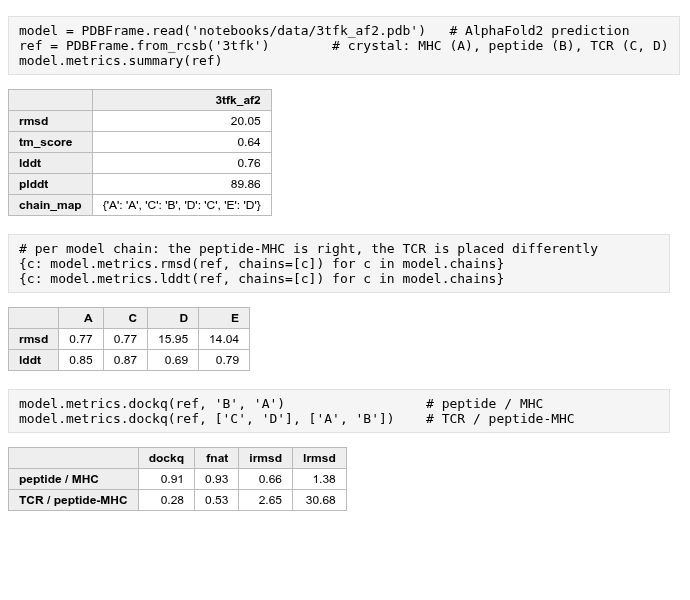 model = PDBFrame.read('notebooks/data/3tfk_af2.pdb')   # AlphaFold2 prediction
ref = PDBFrame.from_rcsb('3tfk')        # crystal: MHC (A), peptide (B), TCR (C, D)
model.metrics.summary(ref)
3tfk_af2
rmsd 20.05
tm_score 0.64
lddt 0.76
plddt 89.86
chain_map {'A': 'A', 'C': 'B', 'D': 'C', 'E': 'D'}
# per model chain: the peptide-MHC is right, the TCR is placed differently
{c: model.metrics.rmsd(ref, chains=[c]) for c in model.chains}
{c: model.metrics.lddt(ref, chains=[c]) for c in model.chains}
A C D E
rmsd 0.77 0.77 15.95 14.04
lddt 0.85 0.87 0.69 0.79
model.metrics.dockq(ref, 'B', 'A')                  # peptide / MHC
model.metrics.dockq(ref, ['C', 'D'], ['A', 'B'])    # TCR / peptide-MHC
dockq fnat irmsd lrmsd
peptide / MHC 0.91 0.93 0.66 1.38
TCR / peptide-MHC 0.28 0.53 2.65 30.68